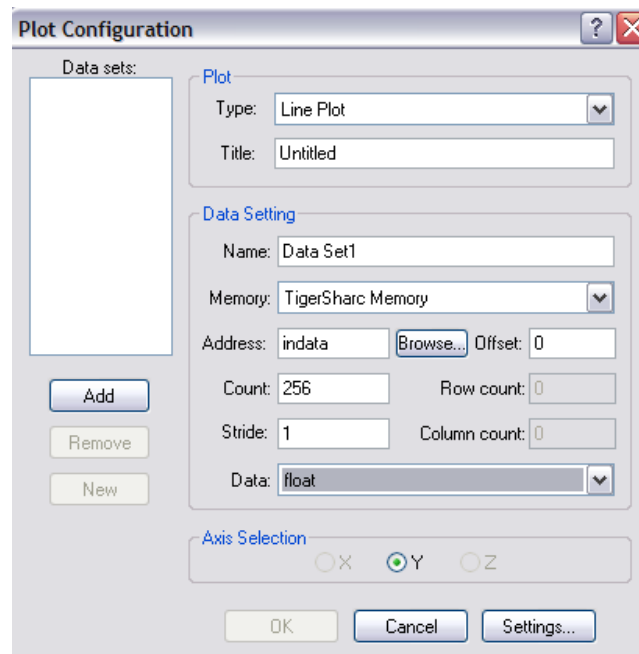 Plot Configuration
Data sets:
Add
Remove
New
Plot
Type: Line Plot
Title: Untitled
Data Setting
Name: Data Set1
Memory: TigerSharc Memory
Address: indata Browse... Offset: 0
Count: 256 Row count: 0
Stride: 1 Column count: 0
Data: float
Axis Selection
X Y Z
OK Cancel Settings...